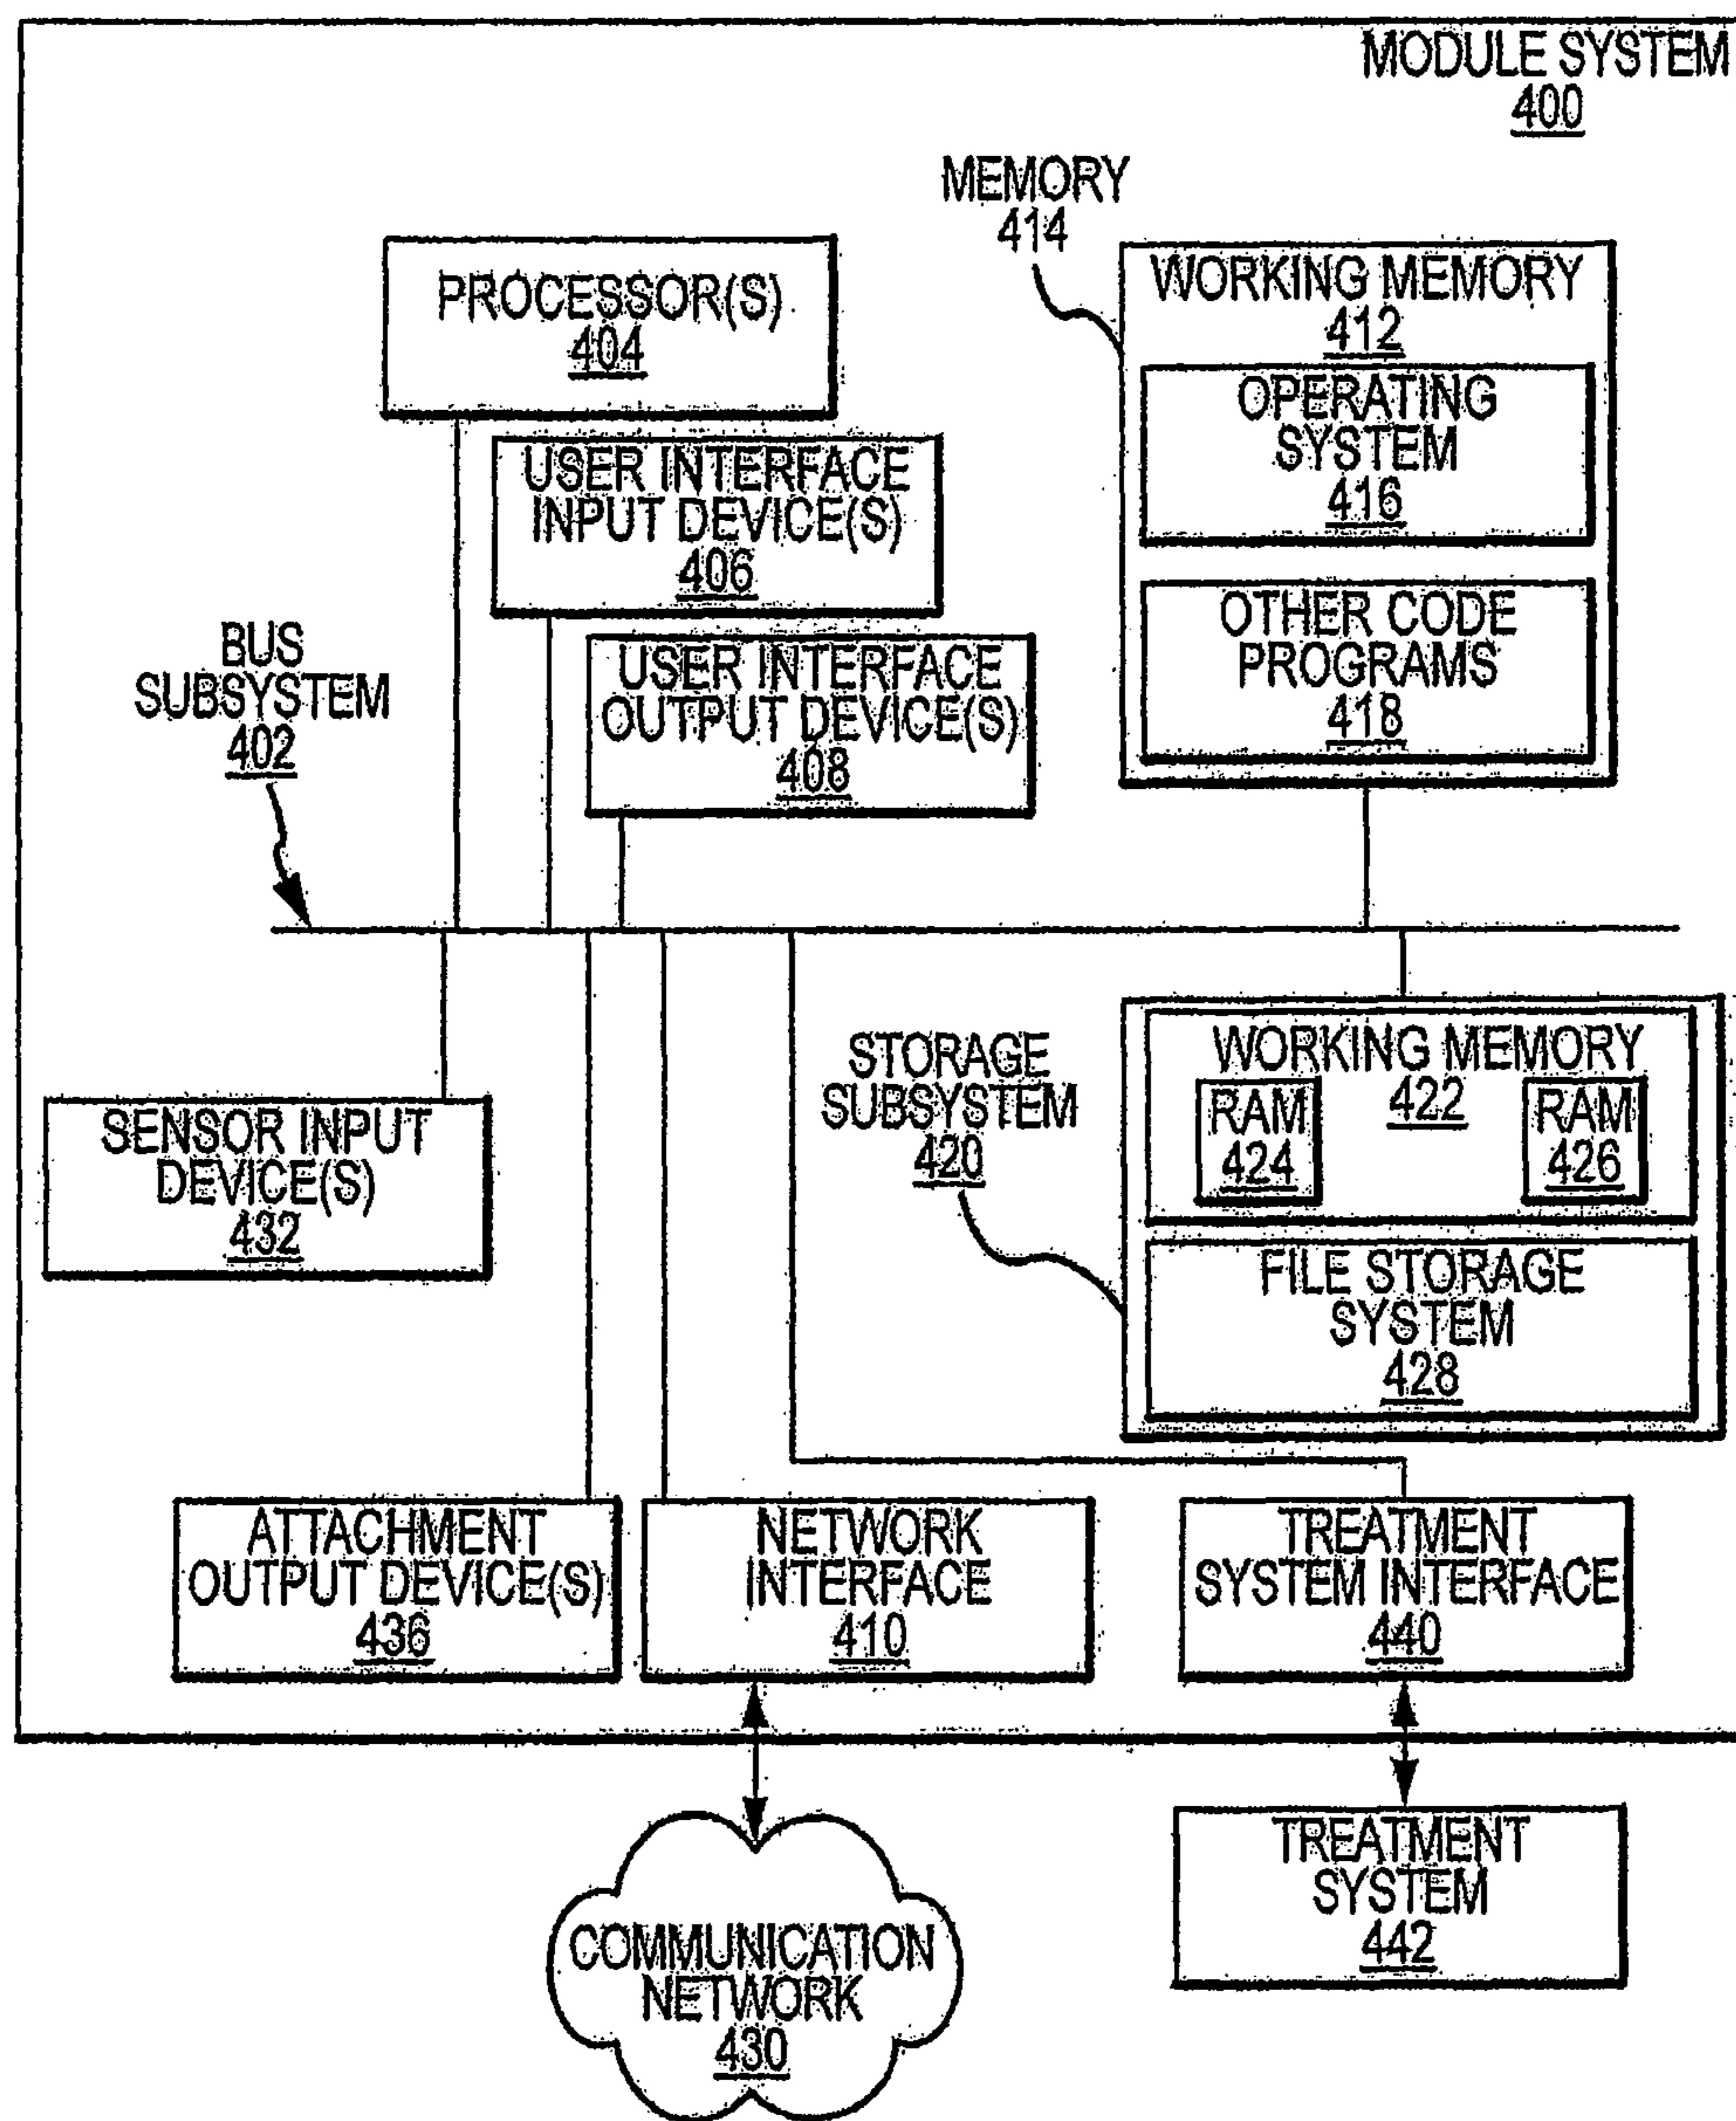 MODULE SYSTEM
400
MEMORY
414
PROCESSOR(S)
404
WORKING MEMORY
412
OPERATING
SYSTEM
416
USER INTERFACE
INPUT DEVICE(S)
406
OTHER CODE
PROGRAMS
418
BUS
SUBSYSTEM
402
USER INTERFACE
OUTPUT DEVICE(S)
408
STORAGE
SUBSYSTEM
420
WORKING MEMORY
422
RAM
424
RAM
426
SENSOR INPUT
DEVICE(S)
432
FILE STORAGE
SYSTEM
428
ATTACHMENT
OUTPUT DEVICE(S)
436
NETWORK
INTERFACE
410
TREATMENT
SYSTEM INTERFACE
440
COMMUNICATION
NETWORK
430
TREATMENT
SYSTEM
442